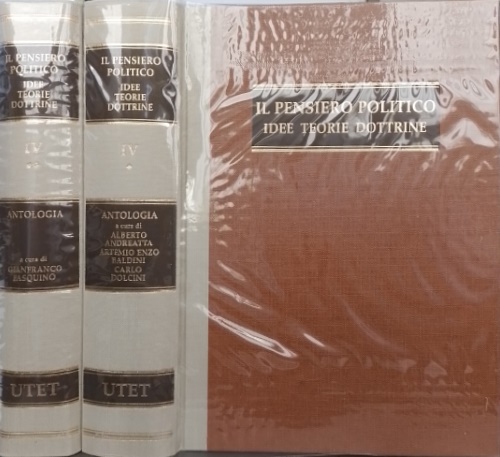 IL PENSIERO
POLITICO
IDEE
TEORIE
DOTTRINE
IV
**
ANTOLOGIA
a cura di
GIANFRANCO
PASQUINO
UTET
IL PENSIERO
POLITICO
IDEE
TEORIE
DOTTRINE
IV
*
ANTOLOGIA
a cura di
ALBERTO
ANDREATTA
ARTEMIO ENZO
BALDINI
CARLO
DOLCINI
UTET
IL PENSIERO POLITICO
IDEE TEORIE DOTTRINE